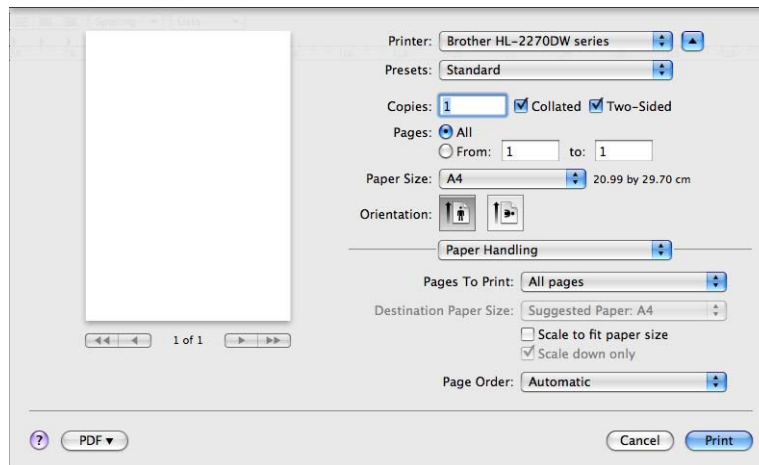 Printer: Brother HL-2270DW series
Presets: Standard
Copies: 1 Collated Two-Sided
Pages: All
From: 1 to: 1
Paper Size: A4 20.99 by 29.70 cm
Orientation:
Paper Handling
Pages To Print: All pages
Destination Paper Size: Suggested Paper: A4
Scale to fit paper size
1 of 1
Scale down only
Page Order: Automatic
? PDF ▾ Cancel Print